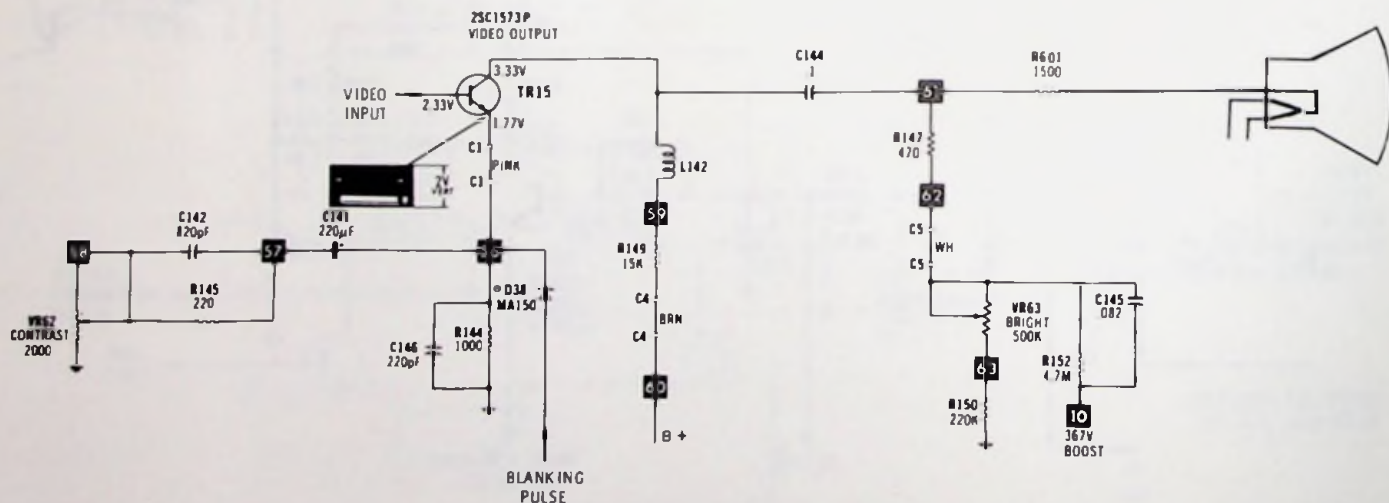 2SC1573P
VIDEO OUTPUT
3.33V
TR15
VIDEO
INPUT
2.33V
1.77V
C1
PINK
C1
2V
VERT
C144
.1
5
R601
1500
R147
470
62
C5
WH
C5
L142
59
R149
15K
C4
BRN
C4
60
B +
C142
820pF
C141
220µF
57
R145
220
VR62
CONTRAST
2000
D38
MA150
C146
220pF
R144
1000
BLANKING
PULSE
VR63
BRIGHT
500K
C145
.082
R152
4.7M
63
R150
220K
10
367V
BOOST